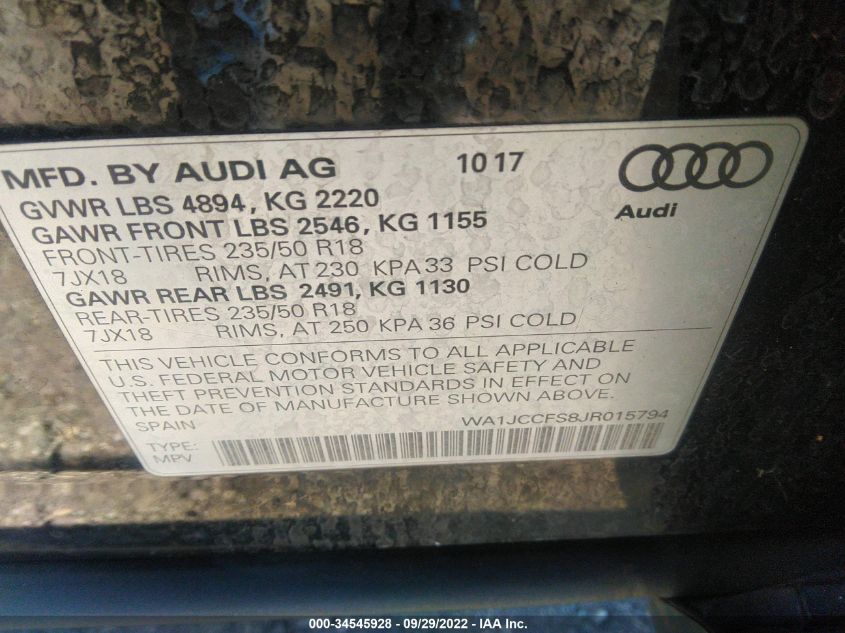 MFD. BY AUDI AG 10 17
GVWR LBS 4894, KG 2220
GAWR FRONT LBS 2546, KG 1155
FRONT-TIRES 235/50 R18
7JX18 RIMS, AT 230 KPA 33 PSI COLD
GAWR REAR LBS 2491, KG 1130
REAR-TIRES 235/50 R18
7JX18 RIMS, AT 250 KPA 36 PSI COLD
Audi
THIS VEHICLE CONFORMS TO ALL APPLICABLE
U.S. FEDERAL MOTOR VEHICLE SAFETY AND
THEFT PREVENTION STANDARDS IN EFFECT ON
THE DATE OF MANUFACTURE SHOWN ABOVE.
SPAIN WA1JCCFS8JR015794
TYPE:
MPV
000-34545928 - 09/29/2022 - IAA Inc.